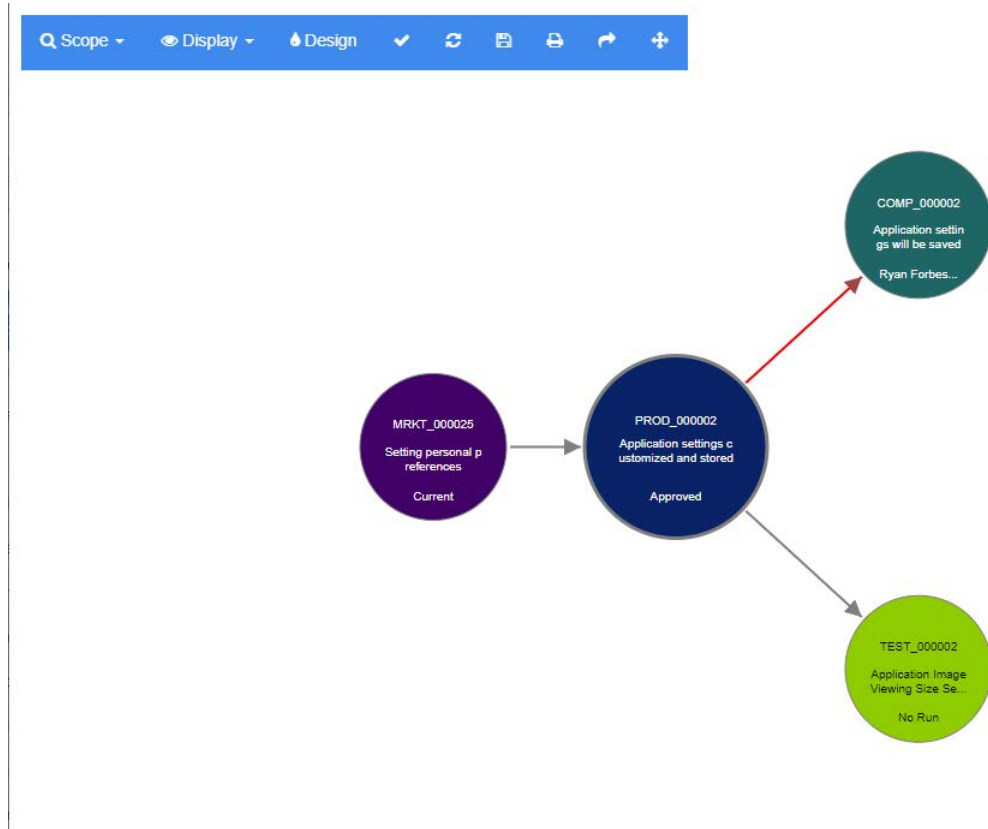 Scope Display Design
COMP_000002
Application settin
gs will be saved
Ryan Forbes...
MRKT_000025
Setting personal p
references
Current
PROD_000002
Application settings c
ustomized and stored
Approved
TEST_000002
Application Image
Viewing Size Se...
No Run